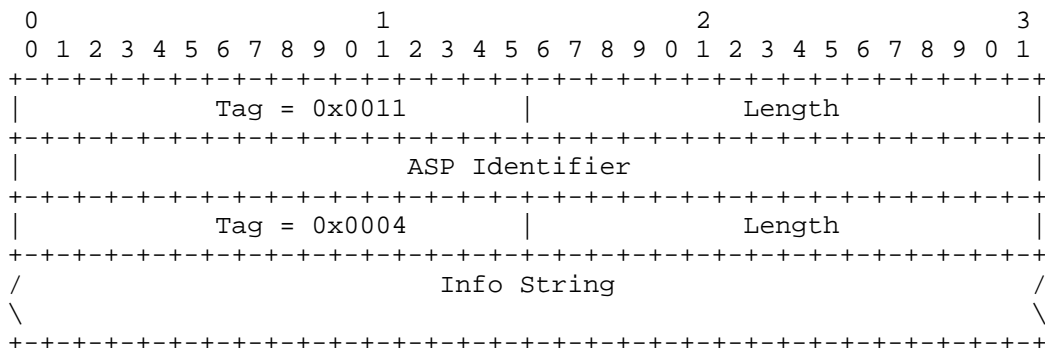 0                   1                   2                   3
 0 1 2 3 4 5 6 7 8 9 0 1 2 3 4 5 6 7 8 9 0 1 2 3 4 5 6 7 8 9 0 1
+-+-+-+-+-+-+-+-+-+-+-+-+-+-+-+-+-+-+-+-+-+-+-+-+-+-+-+-+-+-+-+-+
|            Tag = 0x0011       |             Length            |
+-+-+-+-+-+-+-+-+-+-+-+-+-+-+-+-+-+-+-+-+-+-+-+-+-+-+-+-+-+-+-+-+
|                        ASP Identifier                         |
+-+-+-+-+-+-+-+-+-+-+-+-+-+-+-+-+-+-+-+-+-+-+-+-+-+-+-+-+-+-+-+-+
|            Tag = 0x0004       |             Length            |
+-+-+-+-+-+-+-+-+-+-+-+-+-+-+-+-+-+-+-+-+-+-+-+-+-+-+-+-+-+-+-+-+
/                          Info String                          /
\                                                               \
+-+-+-+-+-+-+-+-+-+-+-+-+-+-+-+-+-+-+-+-+-+-+-+-+-+-+-+-+-+-+-+-+